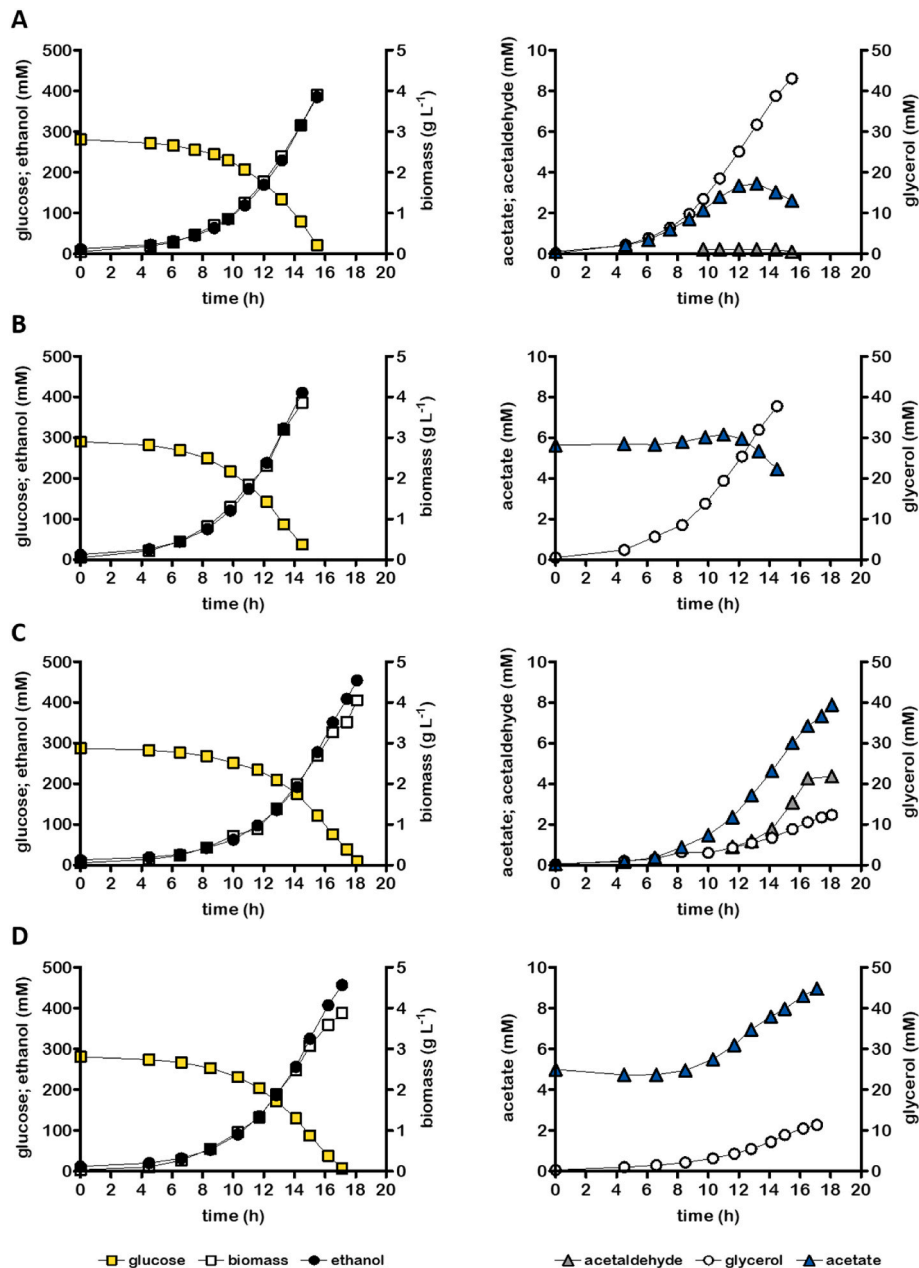 A
glucose; ethanol (mM)
500
400
300
200
100
0
5
4
3
2
1
0
biomass (g L⁻¹)
0 2 4 6 8 10 12 14 16 18 20
time (h)
acetate; acetaldehyde (mM)
10
8
6
4
2
0
50
40
30
20
10
0
glycerol (mM)
0 2 4 6 8 10 12 14 16 18 20
time (h)
B
glucose; ethanol (mM)
500
400
300
200
100
0
5
4
3
2
1
0
biomass (g L⁻¹)
0 2 4 6 8 10 12 14 16 18 20
time (h)
acetate (mM)
10
8
6
4
2
0
50
40
30
20
10
0
glycerol (mM)
0 2 4 6 8 10 12 14 16 18 20
time (h)
C
glucose; ethanol (mM)
500
400
300
200
100
0
5
4
3
2
1
0
biomass (g L⁻¹)
0 2 4 6 8 10 12 14 16 18 20
time (h)
acetate; acetaldehyde (mM)
10
8
6
4
2
0
50
40
30
20
10
0
glycerol (mM)
0 2 4 6 8 10 12 14 16 18 20
time (h)
D
glucose; ethanol (mM)
500
400
300
200
100
0
5
4
3
2
1
0
biomass (g L⁻¹)
0 2 4 6 8 10 12 14 16 18 20
time (h)
acetate (mM)
10
8
6
4
2
0
50
40
30
20
10
0
glycerol (mM)
0 2 4 6 8 10 12 14 16 18 20
time (h)
glucose biomass ethanol
acetaldehyde glycerol acetate